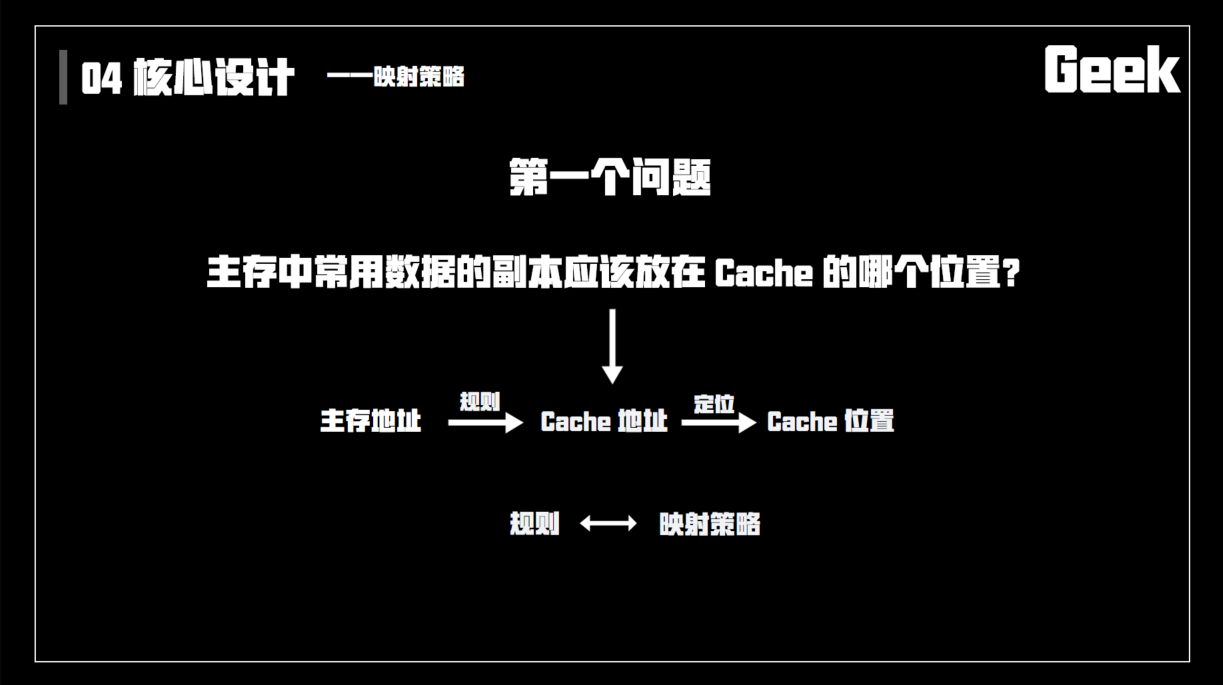 04 核心设计 ——映射策略
Geek
第一个问题
主存中常用数据的副本应该放在 Cache 的哪个位置?
规则 定位
主存地址 Cache 地址 Cache 位置
规则 映射策略